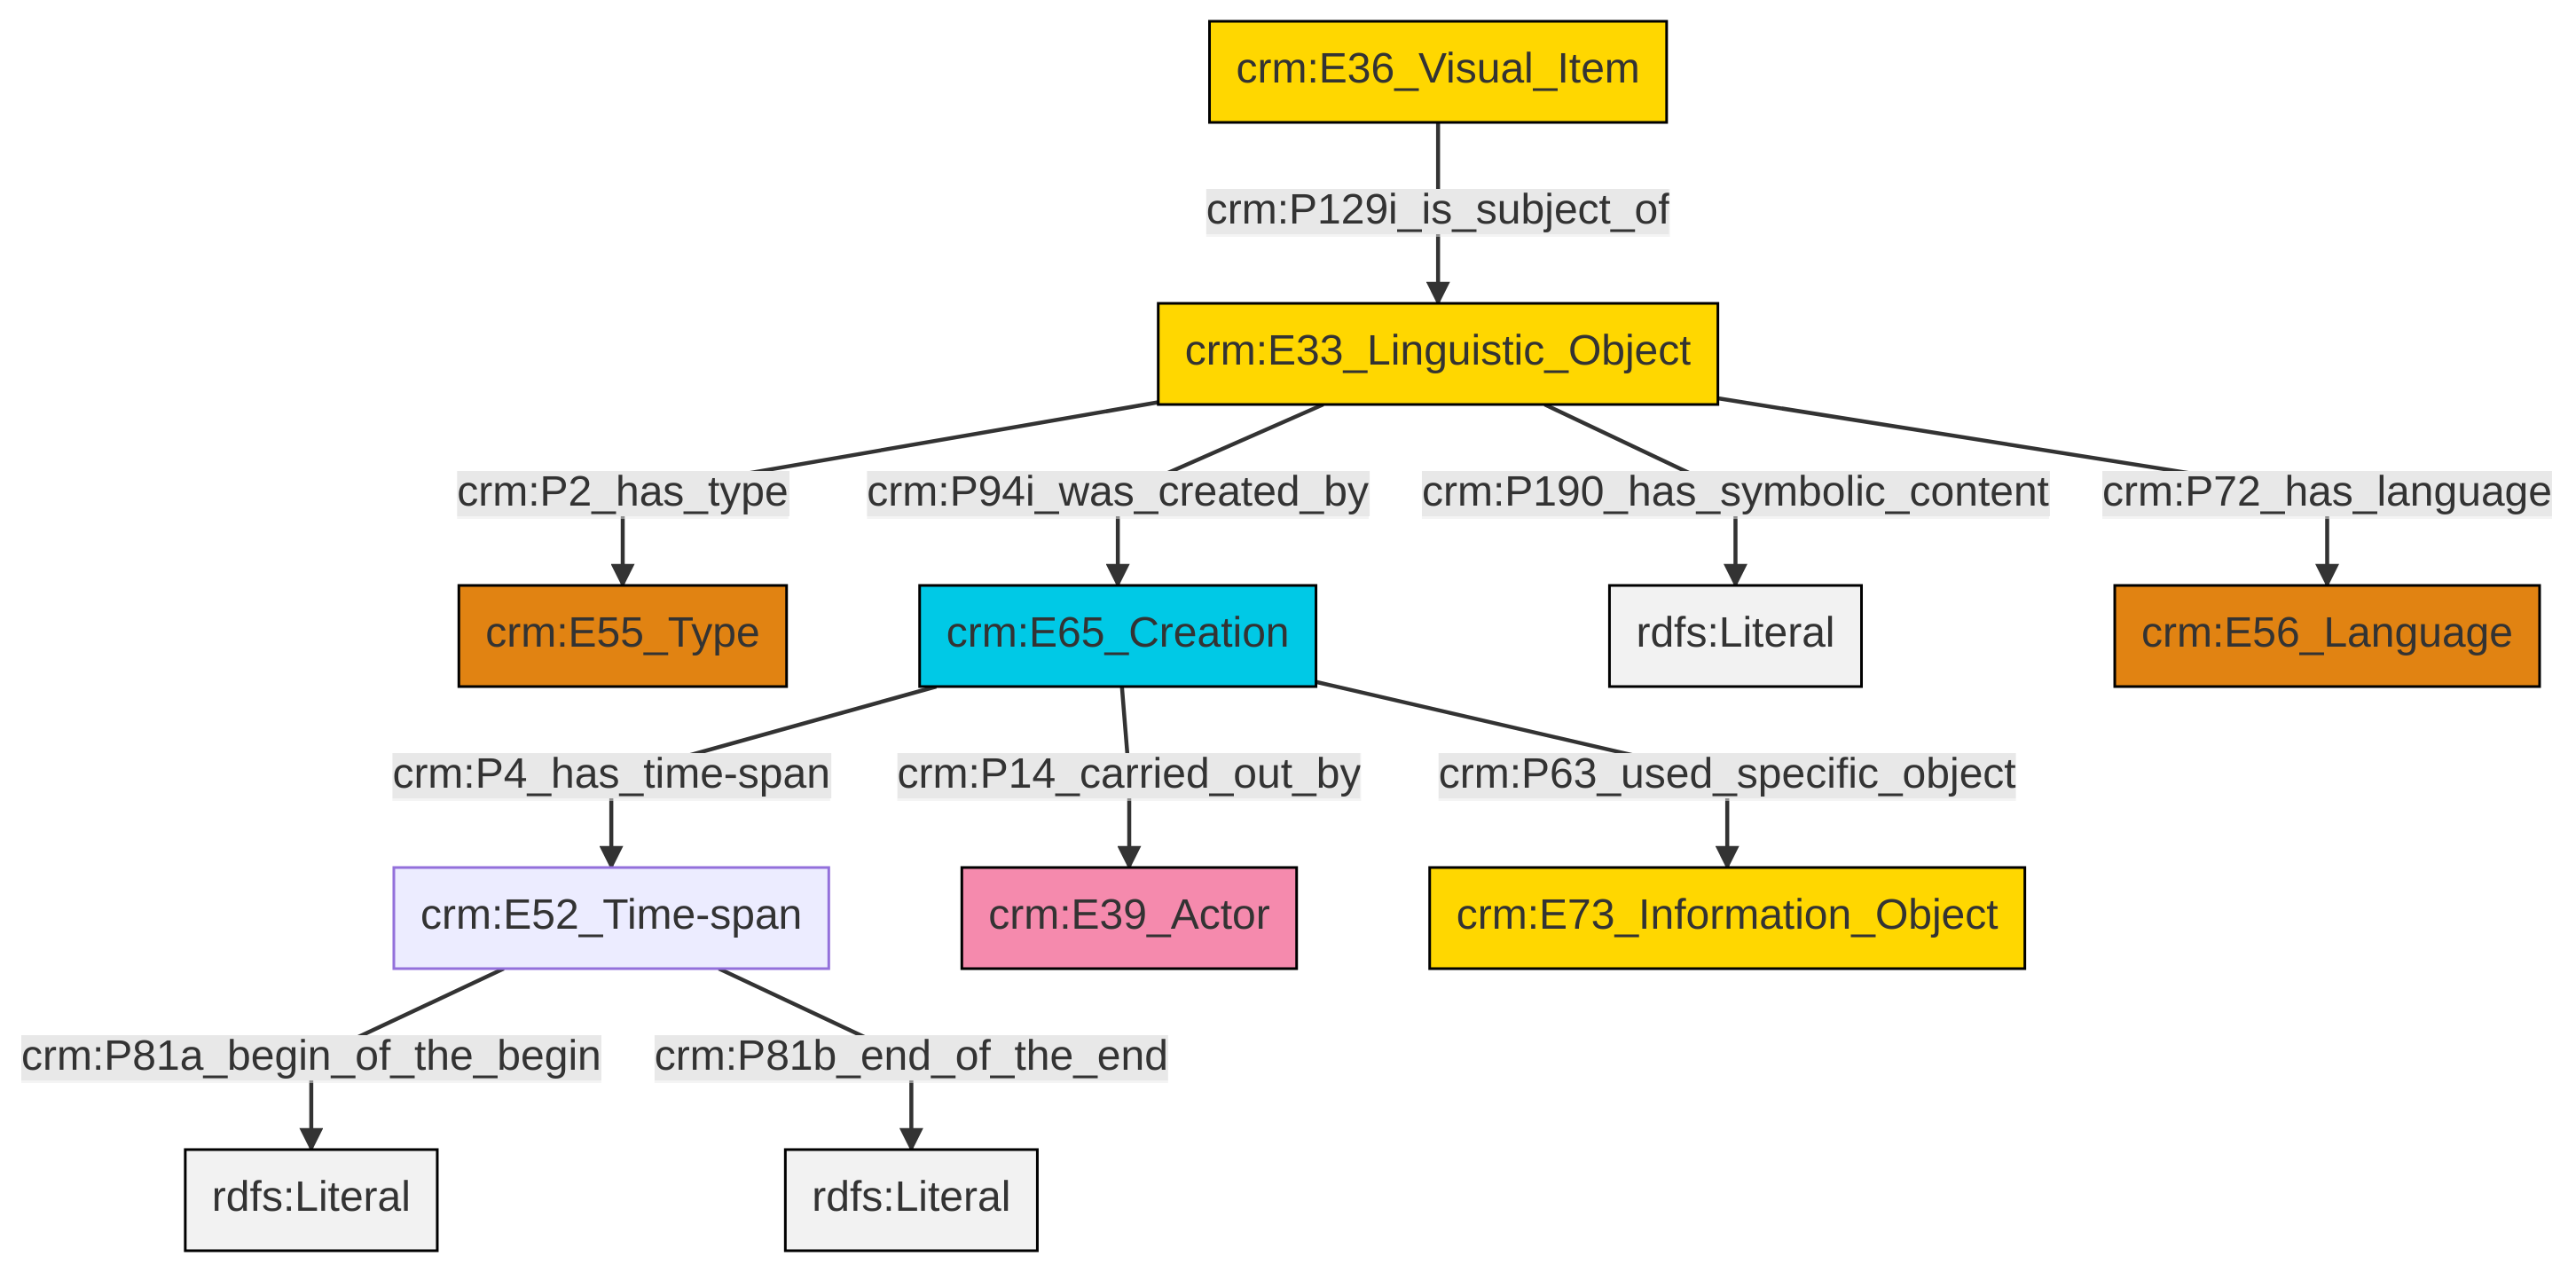 crm:E36_Visual_Item
crm:P129i_is_subject_of
crm:E33_Linguistic_Object
crm:P2_has_type
crm:P94i_was_created_by
crm:P190_has_symbolic_content
crm:P72_has_language
crm:E55_Type
crm:E65_Creation
rdfs:Literal
crm:E56_Language
crm:P4_has_time-span
crm:P14_carried_out_by
crm:P63_used_specific_object
crm:E52_Time-span
crm:E39_Actor
crm:E73_Information_Object
crm:P81a_begin_of_the_begin
crm:P81b_end_of_the_end
rdfs:Literal
rdfs:Literal